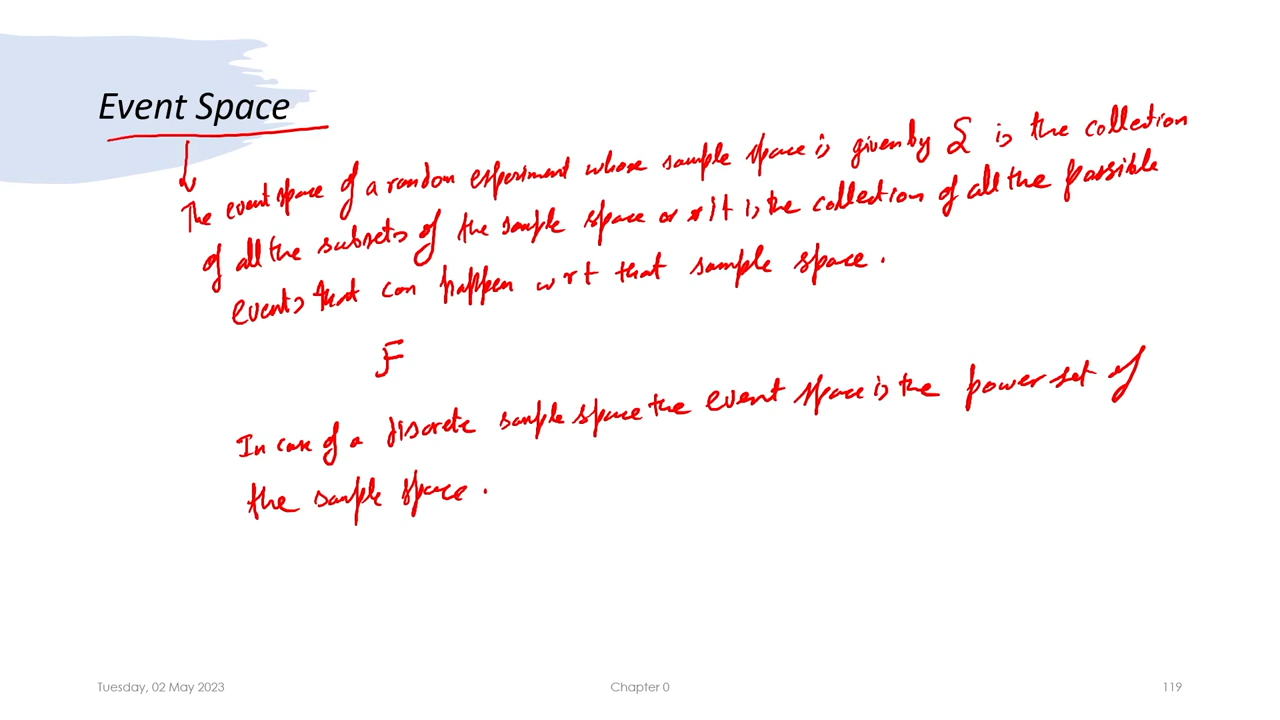 Event Space
The event space of a random experiment whose sample space is given by Ω is the collection
of all the subsets of the sample space or it is the collection of all the possible
events that can happen wrt that sample space.
F
In case of a discrete sample space the event space is the power set of
the sample space.
Tuesday, 02 May 2023
Chapter 0
119